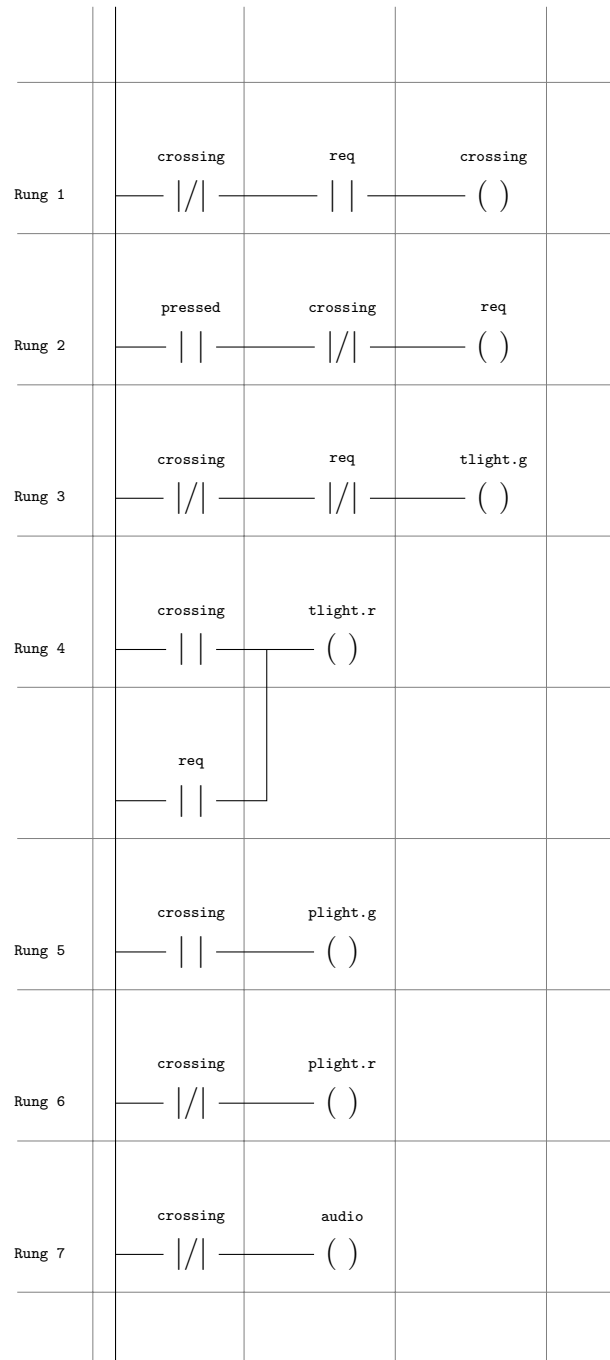 crossing req crossing
Rung 1 |/| | | ( )
pressed crossing req
Rung 2 | | |/| ( )
crossing req tlight.g
Rung 3 |/| |/| ( )
crossing tlight.r
Rung 4 | | ( )
req
| |
crossing plight.g
Rung 5 | | ( )
crossing plight.r
Rung 6 |/| ( )
crossing audio
Rung 7 |/| ( )